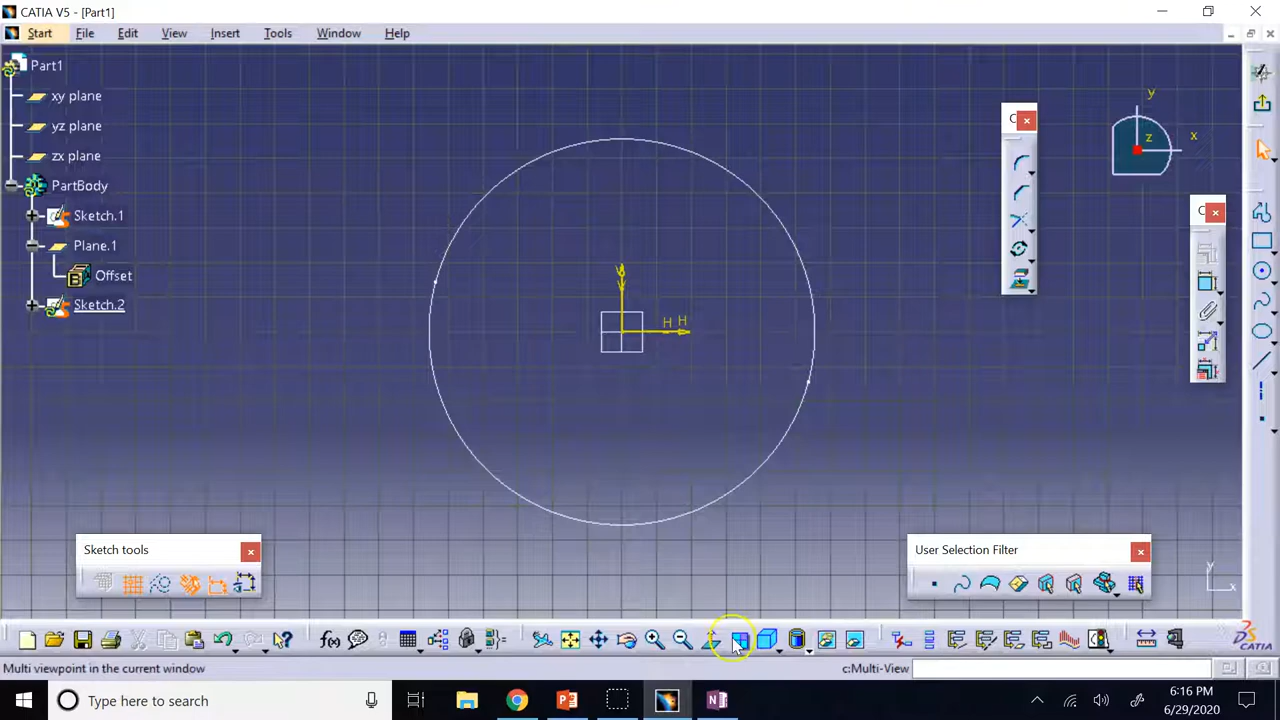 CATIA V5 - [Part1]
Start File Edit View Insert Tools Window Help
Part1
xy plane
yz plane
zx plane
PartBody
Sketch.1
Plane.1
Offset
Sketch.2
V
H H
y
x
z
C
C
Sketch tools
User Selection Filter
y
x
f(x)
CATIA
Multi viewpoint in the current window
c:Multi-View
Type here to search
6:16 PM
6/29/2020